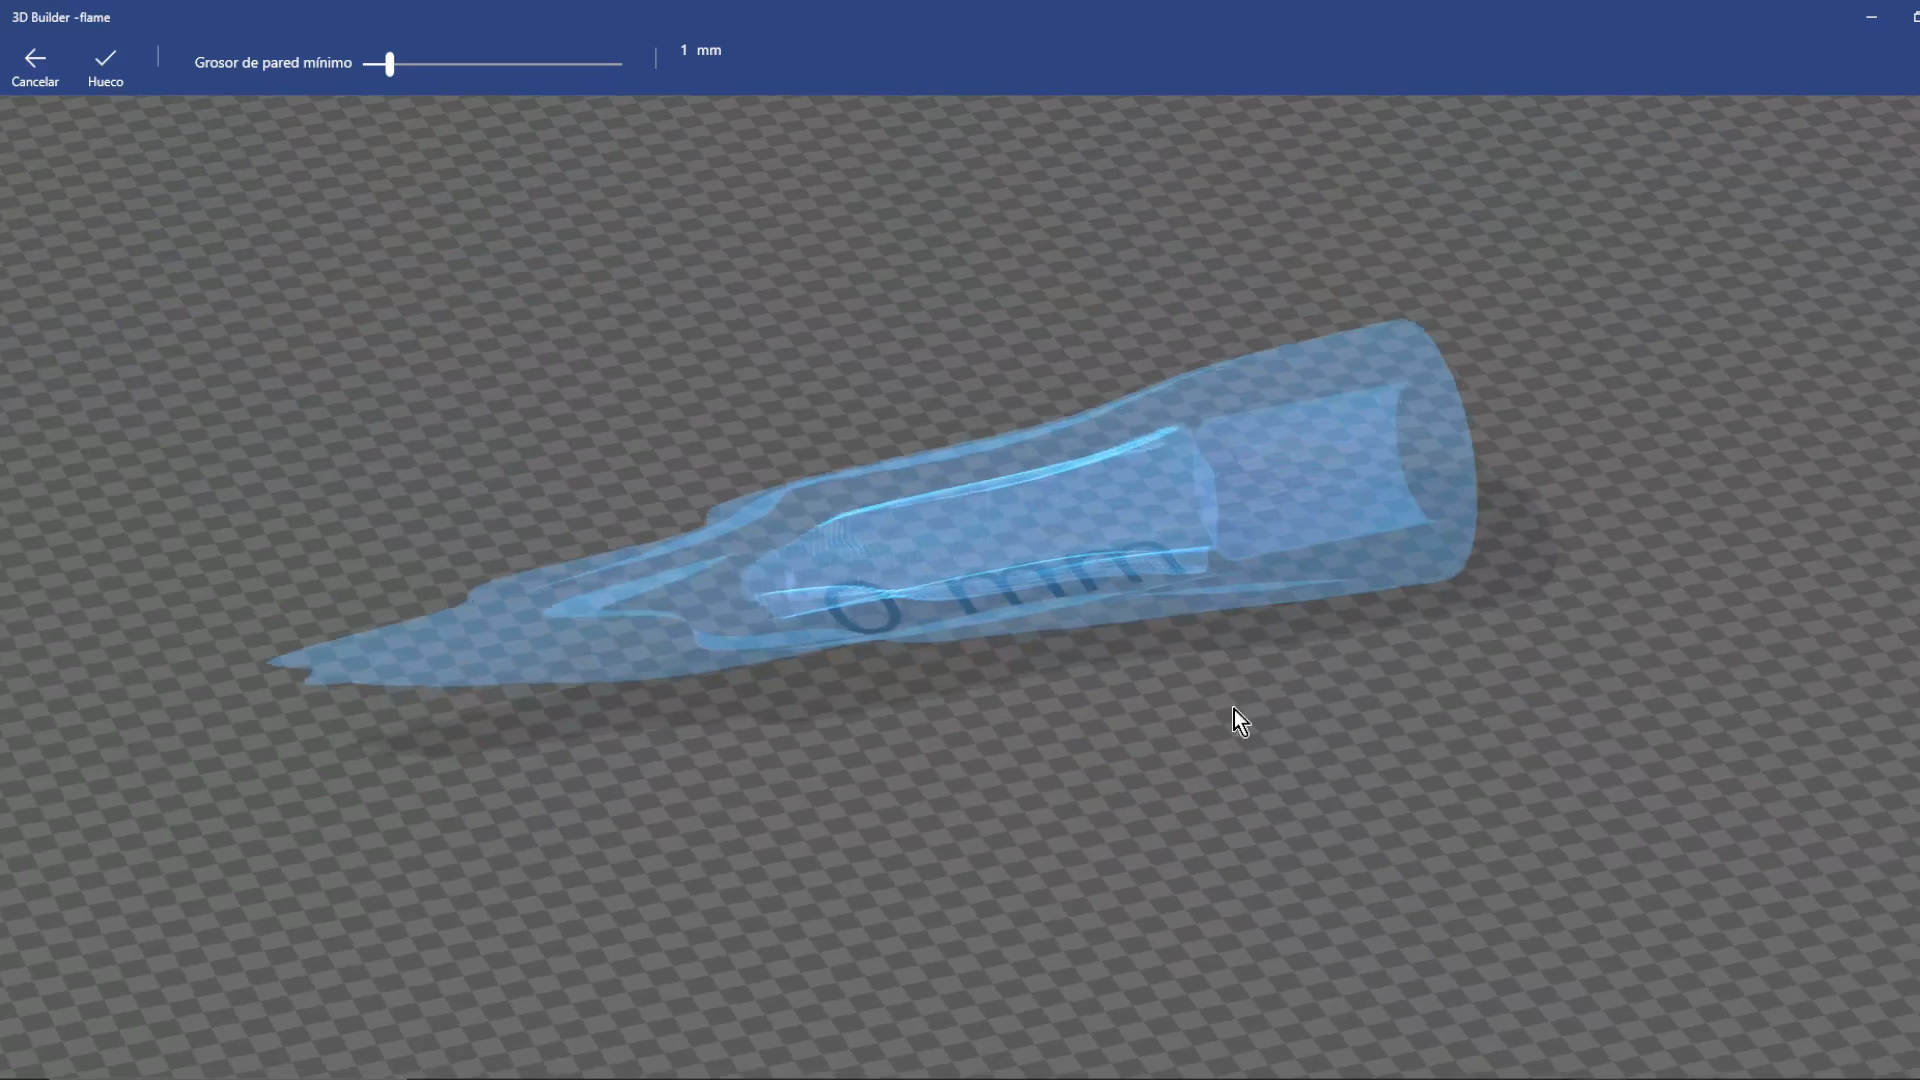 3D Builder -flame
Cancelar
Hueco
Grosor de pared mínimo
1 mm
0 mm